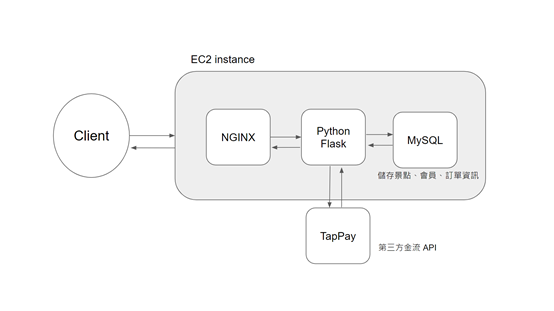 EC2 instance
Client
NGINX
Python
Flask
MySQL
儲存景點、會員、訂單資訊
TapPay
第三方金流 API